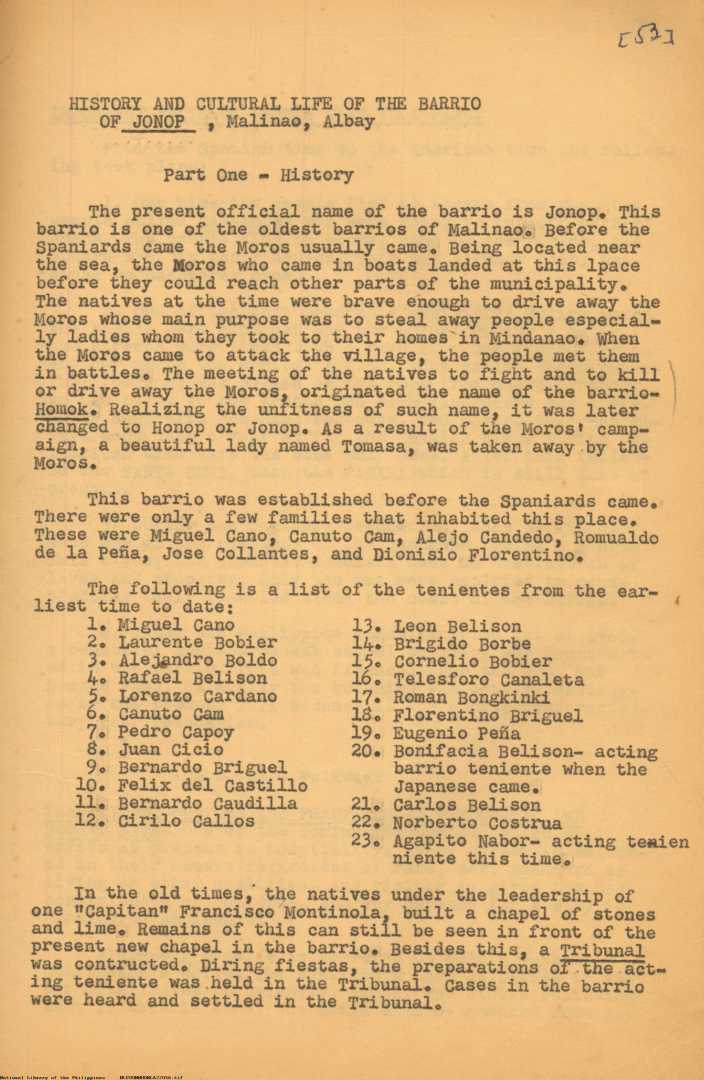 [53]
HISTORY AND CULTURAL LIFE OF THE BARRIO
OF JONOP , Malinao, Albay
Part One - History
The present official name of the barrio is Jonop. This
barrio is one of the oldest barrios of Malinao. Before the
Spaniards came the Moros usually came. Being located near
the sea, the Moros who came in boats landed at this lpace
before they could reach other parts of the municipality.
The natives at the time were brave enough to drive away the
Moros whose main purpose was to steal away people especial-
ly ladies whom they took to their homes in Mindanao. When
the Moros came to attack the village, the people met them
in battles. The meeting of the natives to fight and to kill
or drive away the Moros, originated the name of the barrio-
Homok. Realizing the unfitness of such name, it was later
changed to Honop or Jonop. As a result of the Moros' camp-
aign, a beautiful lady named Tomasa, was taken away by the
Moros.
This barrio was established before the Spaniards came.
There were only a few families that inhabited this place.
These were Miguel Cano, Canuto Cam, Alejo Candedo, Romualdo
de la Peña, Jose Collantes, and Dionisio Florentino.
The following is a list of the tenientes from the ear-
liest time to date:
1. Miguel Cano
2. Laurente Bobier
3. Alejandro Boldo
4. Rafael Belison
5. Lorenzo Cardano
6. Canuto Cam
7. Pedro Capoy
8. Juan Cicio
9. Bernardo Briguel
10. Felix del Castillo
11. Bernardo Caudilla
12. Cirilo Callos
13. Leon Belison
14. Brigido Borbe
15. Cornelio Bobier
16. Telesforo Canaleta
17. Roman Bongkinki
18. Florentino Briguel
19. Eugenio Peña
20. Bonifacia Belison- acting
barrio teniente when the
Japanese came.
21. Carlos Belison
22. Norberto Costrua
23. Agapito Nabor- acting tenien
niente this time.
In the old times, the natives under the leadership of
one "Capitan" Francisco Montinola, built a chapel of stones
and lime. Remains of this can still be seen in front of the
present new chapel in the barrio. Besides this, a Tribunal
was contructed. Diring fiestas, the preparations of the act-
ing teniente was held in the Tribunal. Cases in the barrio
were heard and settled in the Tribunal.
National Library of the Philippines